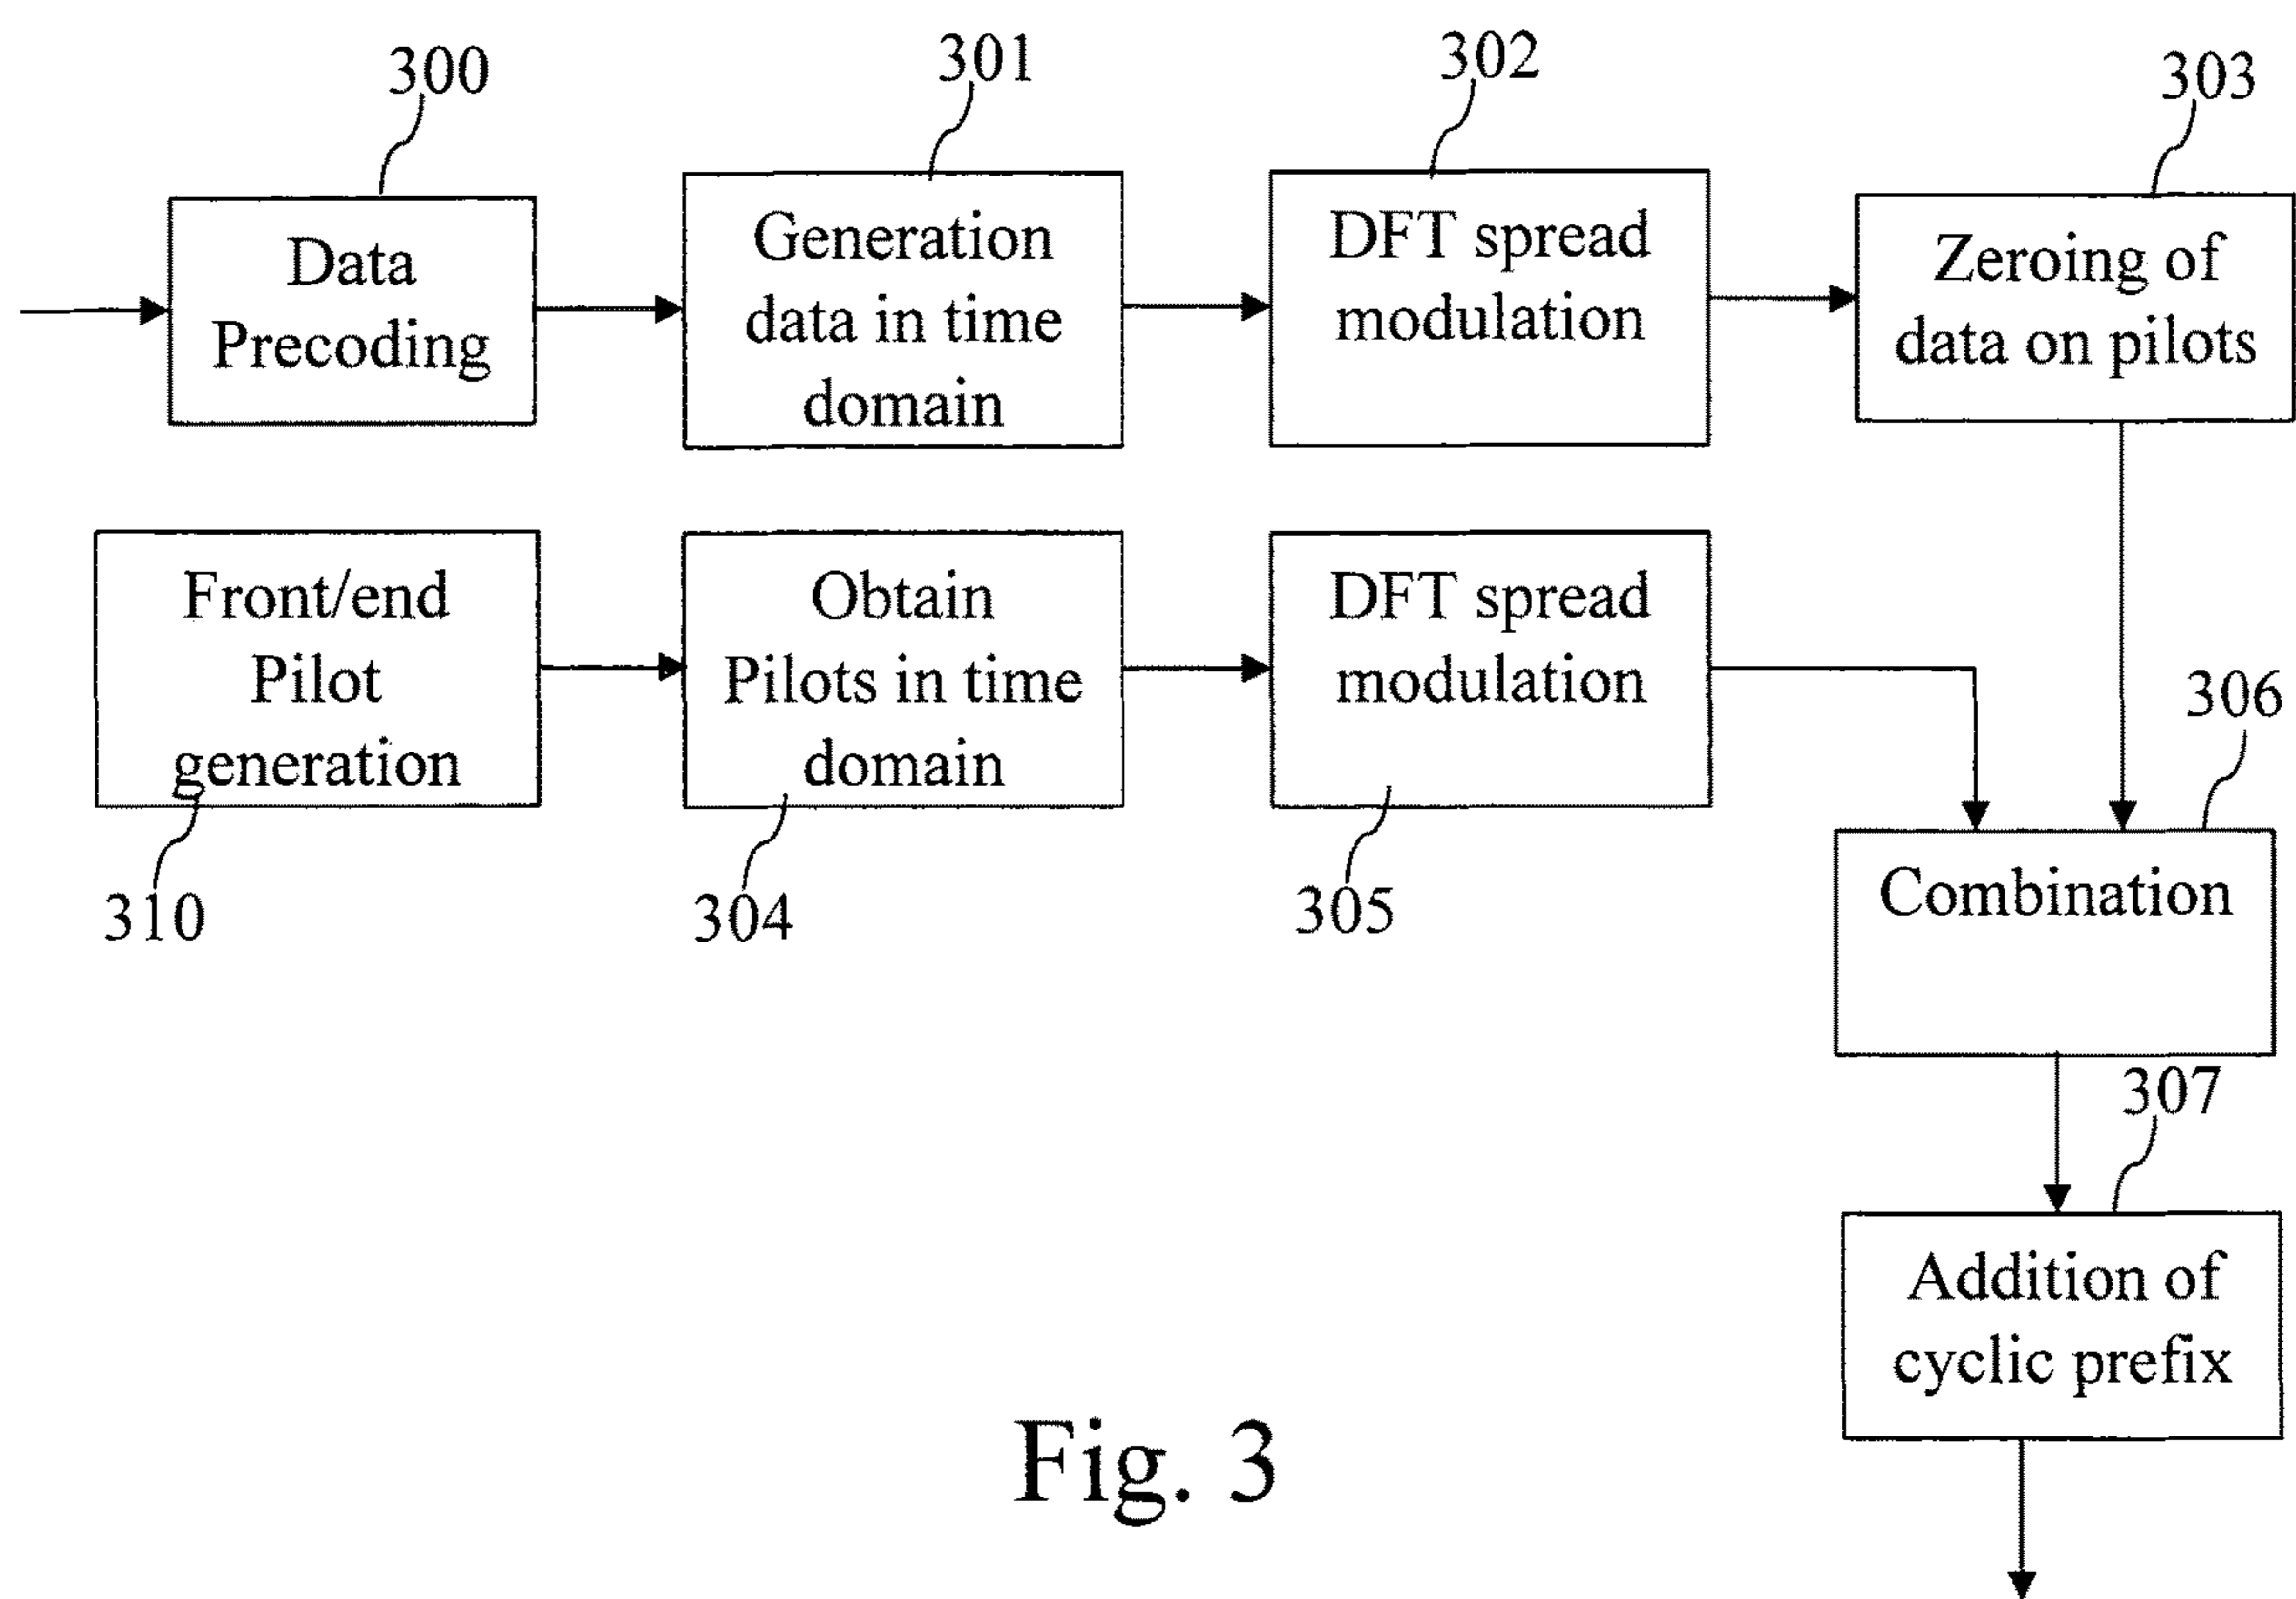 300
301
302
303
Data
Precoding
Generation
data in time
domain
DFT spread
modulation
Zeroing of
data on pilots
Front/end
Pilot
generation
Obtain
Pilots in time
domain
DFT spread
modulation
310
304
305
306
Combination
307
Addition of
cyclic prefix
Fig. 3